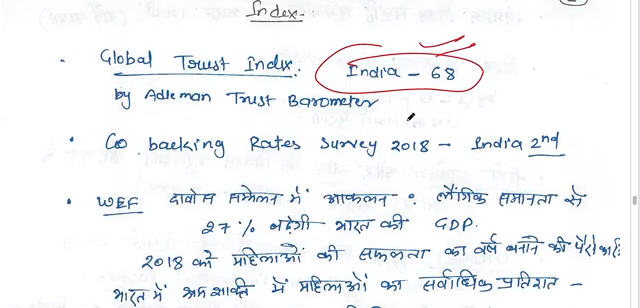 Index-
• Global Trust Index. India - 68
by Adleman Trust Barometer
• CO backing Rates Survey 2018 - India 2nd
• WEF दावोस सम्मेलन में आकलन : लैंगिक समानता से
27% बढ़ेगी भारत की GDP.
2018 को महिलाओं की सफलता का वर्ष बनाने की
भारत में श्रमशक्ति में महिलाओं का सर्वाधिक प्रतिशत -